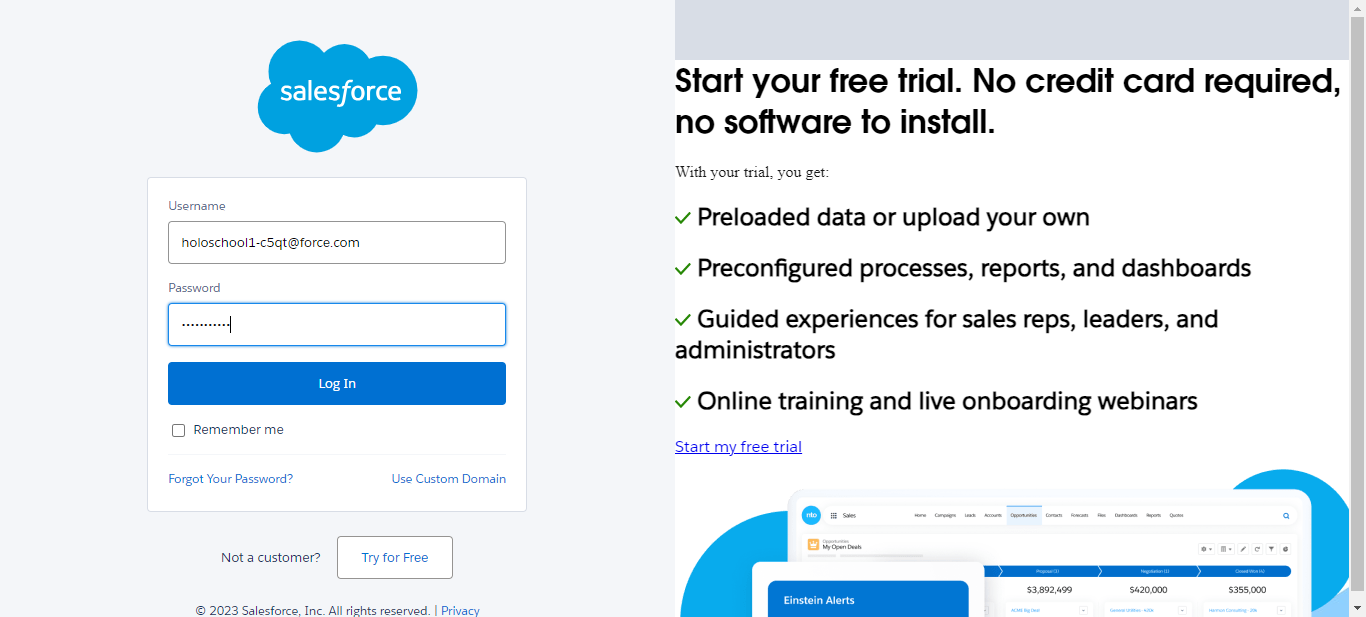 salesforce
Username
holoschool1-c5qt@force.com
Password
Log In
Remember me
Forgot Your Password?
Use Custom Domain
Not a customer?
Try for Free
© 2023 Salesforce, Inc. All rights reserved. | Privacy
Start your free trial. No credit card required,
no software to install.
With your trial, you get:
Preloaded data or upload your own
Preconfigured processes, reports, and dashboards
Guided experiences for sales reps, leaders, and
administrators
Online training and live onboarding webinars
Start my free trial
nto
Sales
Home Campaigns Leads Accounts Opportunities Contacts Forecasts Files Dashboards Reports Quotes
Opportunities
My Open Deals
Proposal (3)
Negotiation (3)
Closed Won (4)
$3,892,499
$420,000
$355,000
Einstein Alerts